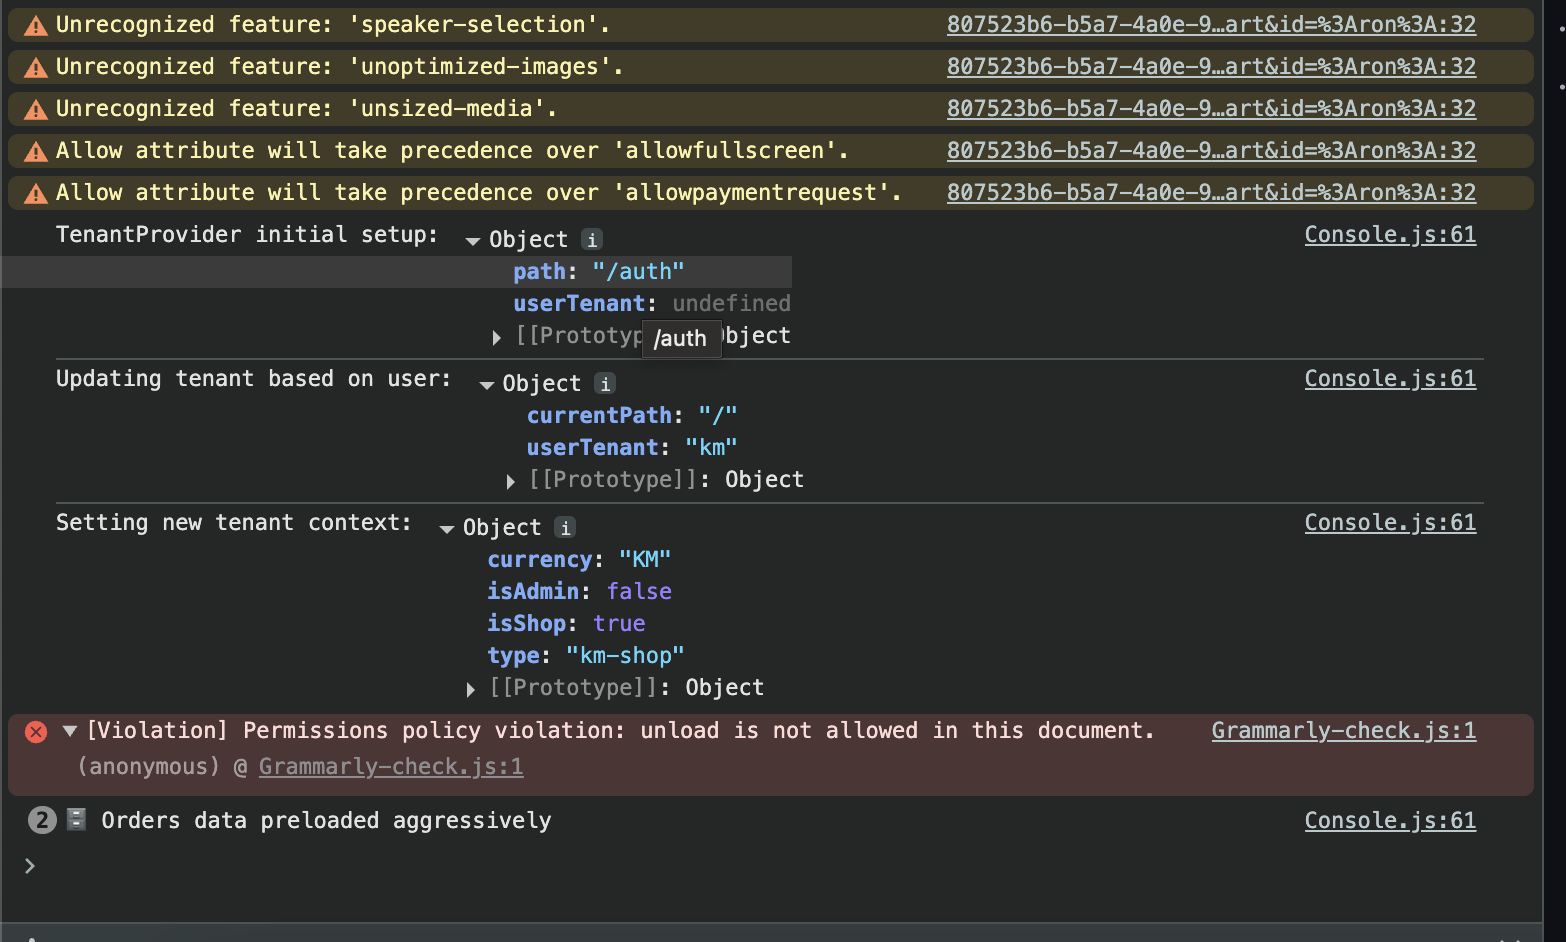 Unrecognized feature: 'speaker-selection'. 807523b6-b5a7-4a0e-9…art&id=%3Aron%3A:32
Unrecognized feature: 'unoptimized-images'. 807523b6-b5a7-4a0e-9…art&id=%3Aron%3A:32
Unrecognized feature: 'unsized-media'. 807523b6-b5a7-4a0e-9…art&id=%3Aron%3A:32
Allow attribute will take precedence over 'allowfullscreen'. 807523b6-b5a7-4a0e-9…art&id=%3Aron%3A:32
Allow attribute will take precedence over 'allowpaymentrequest'. 807523b6-b5a7-4a0e-9…art&id=%3Aron%3A:32
TenantProvider initial setup: Object i Console.js:61
path: "/auth"
userTenant: undefined
[[Prototyp /auth bject
Updating tenant based on user: Object i Console.js:61
currentPath: "/"
userTenant: "km"
[[Prototype]]: Object
Setting new tenant context: Object i Console.js:61
currency: "KM"
isAdmin: false
isShop: true
type: "km-shop"
[[Prototype]]: Object
[Violation] Permissions policy violation: unload is not allowed in this document. Grammarly-check.js:1
(anonymous) @ Grammarly-check.js:1
2 Orders data preloaded aggressively Console.js:61